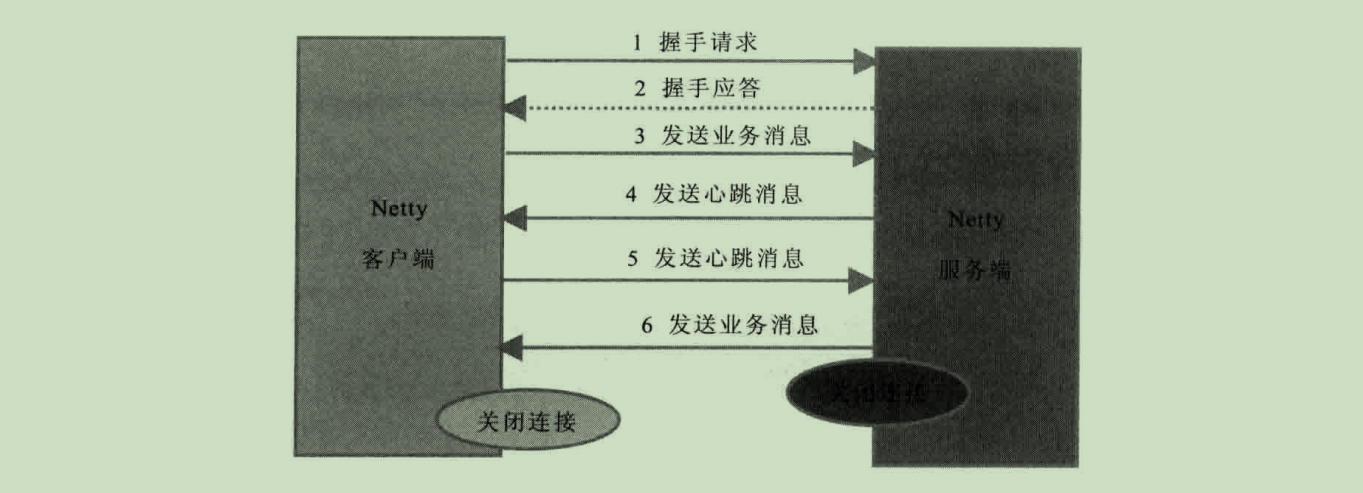 1 握手请求
2 握手应答
3 发送业务消息
4 发送心跳消息
5 发送心跳消息
6 发送业务消息
Netty
客户端
Netty
服务端
关闭连接
关闭连接